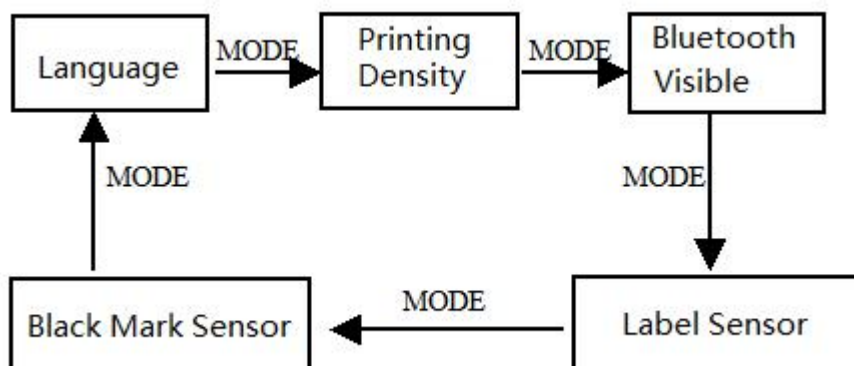 Language
MODE
Printing
Density
MODE
Bluetooth
Visible
MODE
MODE
Label Sensor
MODE
Black Mark Sensor